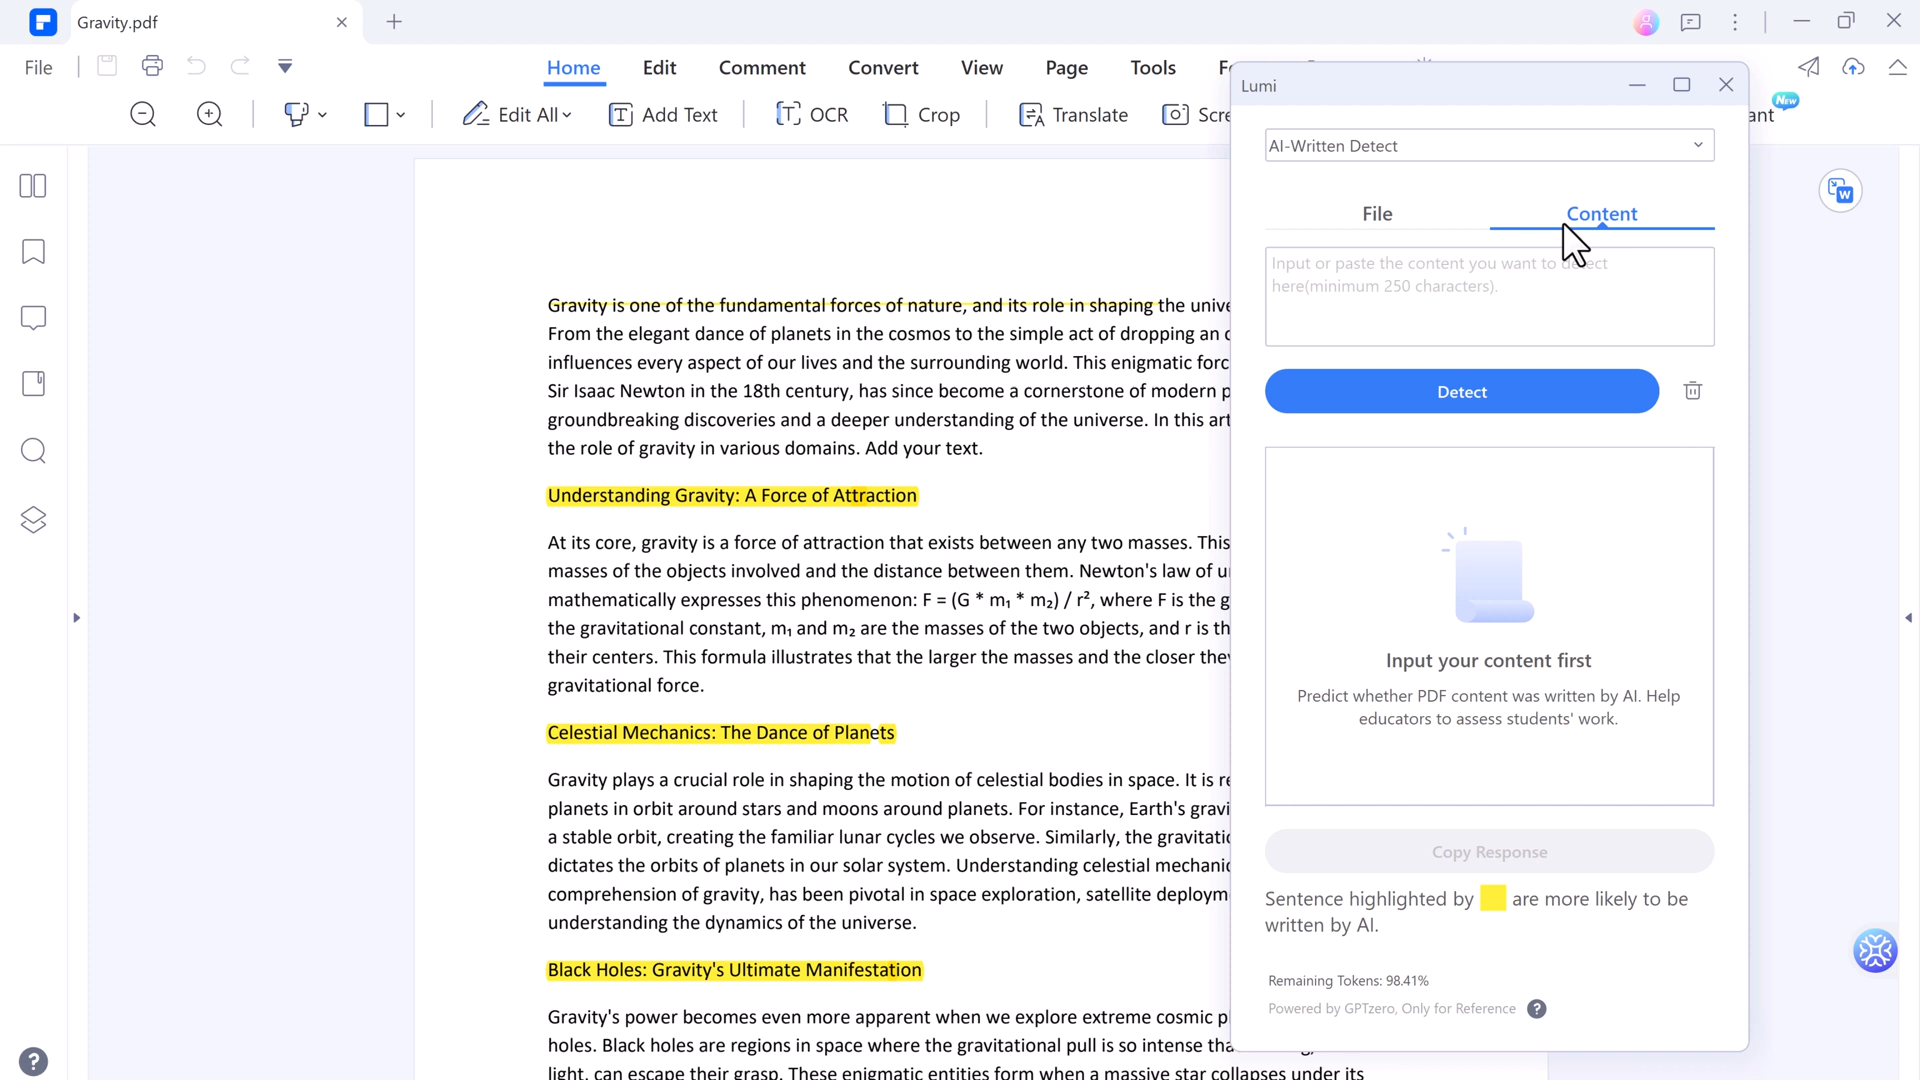 Gravity.pdf
File
Home Edit Comment Convert View Page Tools
Edit All Add Text OCR Crop Translate
Lumi
AI-Written Detect
File Content
Input or paste the content you want to detect
here(minimum 250 characters).
Detect
Input your content first
Predict whether PDF content was written by AI. Help
educators to assess students' work.
Copy Response
Sentence highlighted by are more likely to be
written by AI.
Remaining Tokens: 98.41%
Powered by GPTzero, Only for Reference ?
NEW
W
Gravity is one of the fundamental forces of nature, and its role in shaping the
From the elegant dance of planets in the cosmos to the simple act of dropping an
influences every aspect of our lives and the surrounding world. This enigmatic
Sir Isaac Newton in the 18th century, has since become a cornerstone of modern
groundbreaking discoveries and a deeper understanding of the universe. In this
the role of gravity in various domains. Add your text.
Understanding Gravity: A Force of Attraction
At its core, gravity is a force of attraction that exists between any two masses. This
masses of the objects involved and the distance between them. Newton's law of
mathematically expresses this phenomenon: F = (G * m₁ * m₂) / r², where F is the
the gravitational constant, m₁ and m₂ are the masses of the two objects, and r is
their centers. This formula illustrates that the larger the masses and the closer
gravitational force.
Celestial Mechanics: The Dance of Planets
Gravity plays a crucial role in shaping the motion of celestial bodies in space. It is
planets in orbit around stars and moons around planets. For instance, Earth's
a stable orbit, creating the familiar lunar cycles we observe. Similarly, the
dictates the orbits of planets in our solar system. Understanding celestial
comprehension of gravity, has been pivotal in space exploration, satellite
understanding the dynamics of the universe.
Black Holes: Gravity's Ultimate Manifestation
Gravity's power becomes even more apparent when we explore extreme cosmic
holes. Black holes are regions in space where the gravitational pull is so intense
light, can escape their grasp. These enigmatic entities form when a massive star collapses under its
?